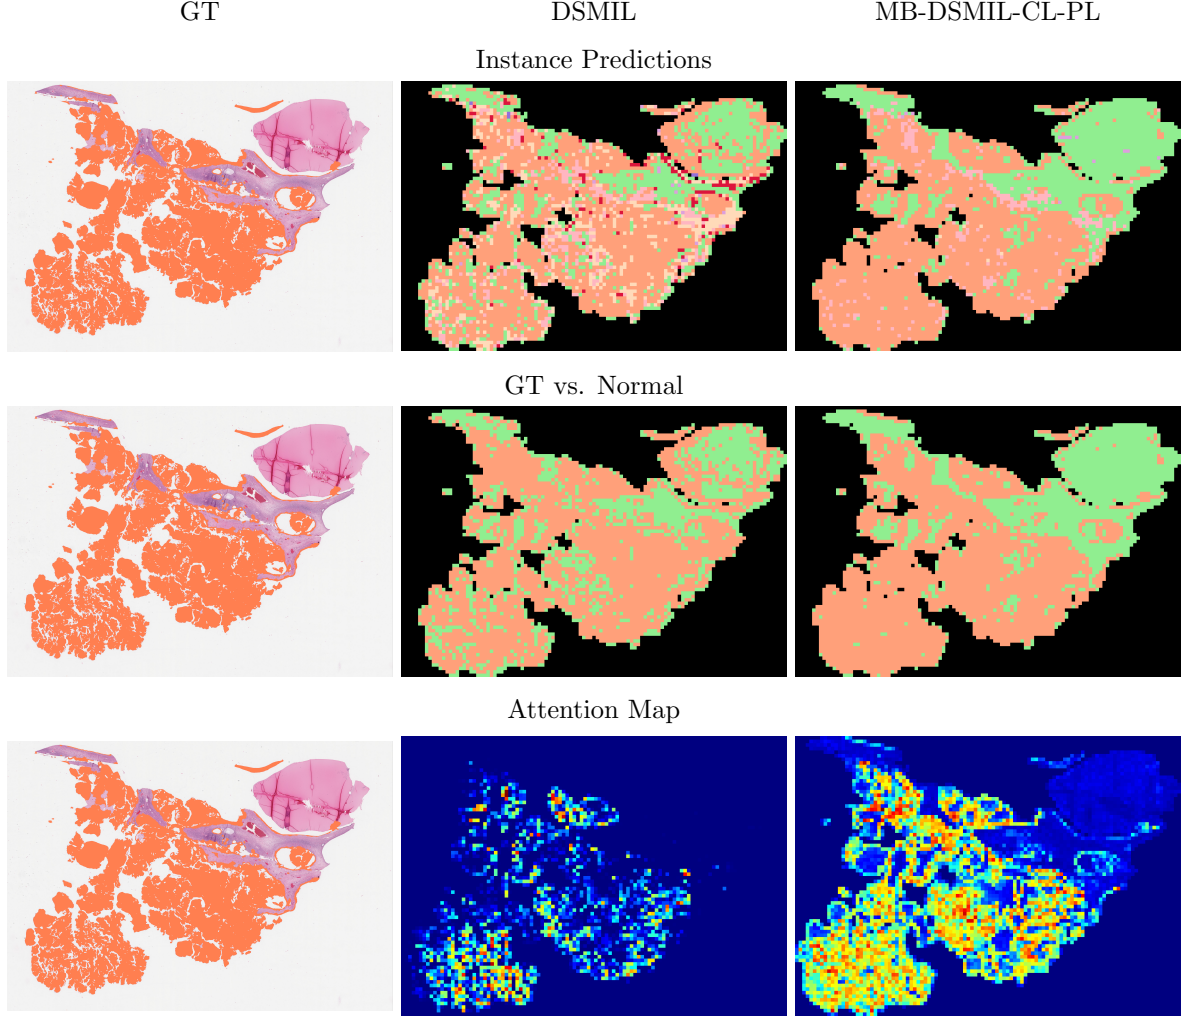 GT
DSMIL
MB-DSMIL-CL-PL
Instance Predictions
GT vs. Normal
Attention Map